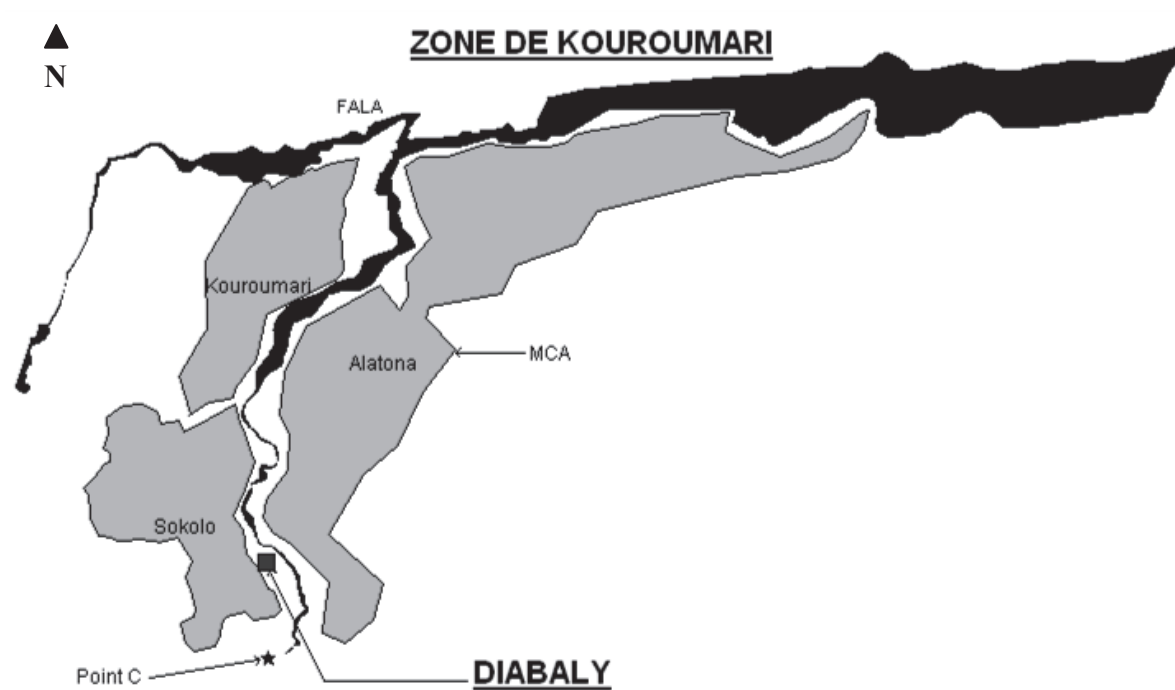 ZONE DE KOUROUMARI
N
FALA
Kouroumari
Alatona
MCA
Sokolo
Point C
DIABALY